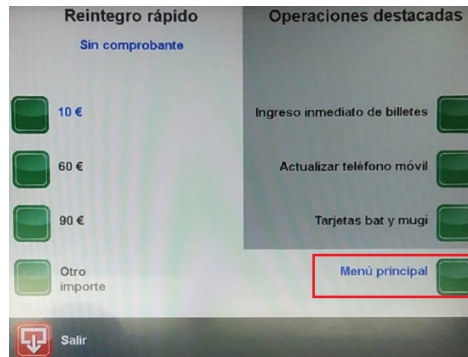 Reintegro rápido
Sin comprobante
10 €
60 €
90 €
Otro
importe
Operaciones destacadas
Ingreso inmediato de billetes
Actualizar teléfono móvil
Tarjetas bat y mugi
Menú principal
Salir